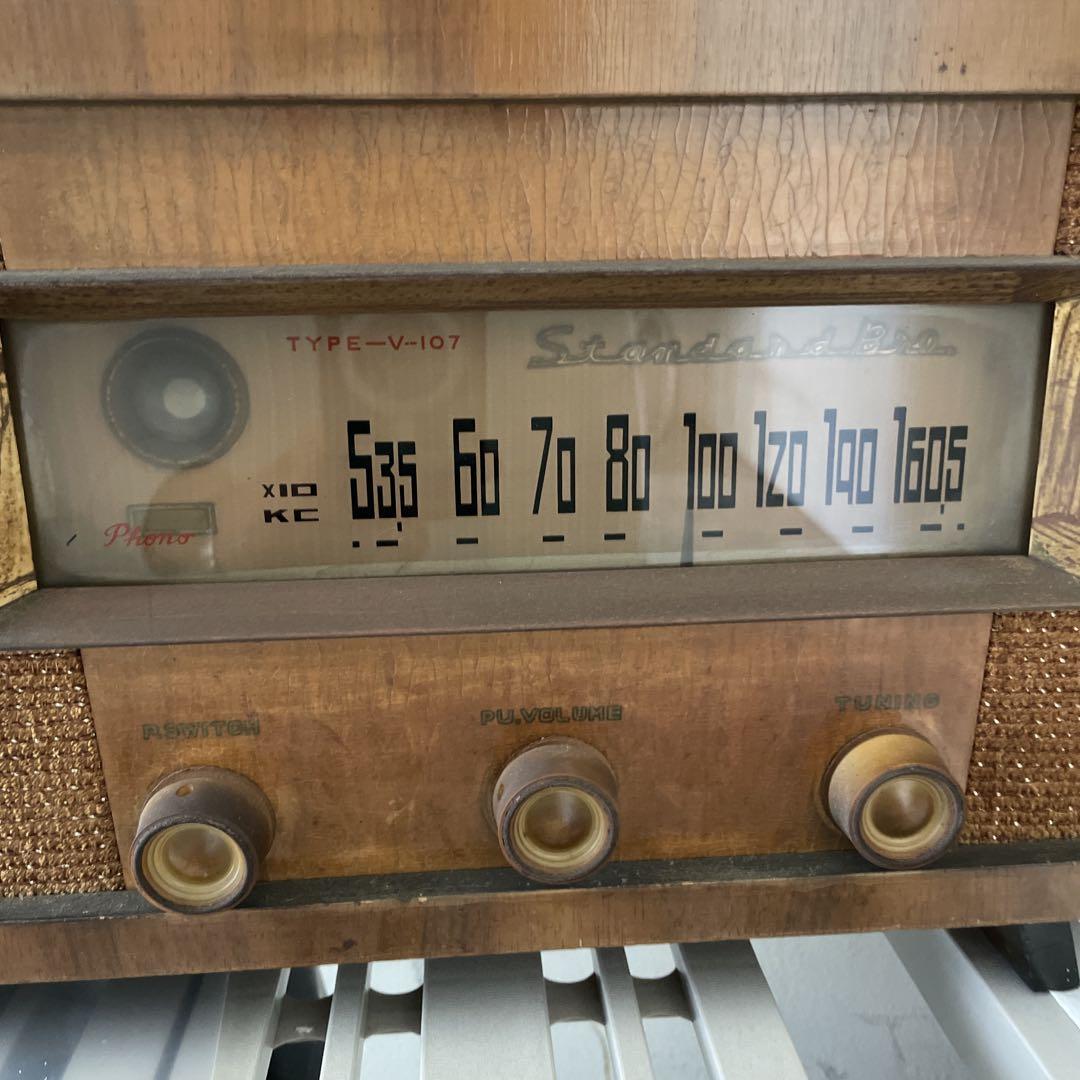 TYPE-V-107
Standard Bro.
x10 535 60 70 80 100 120 140 1605
KC
Phono
P.SWITCH PU.VOLUME TUNING